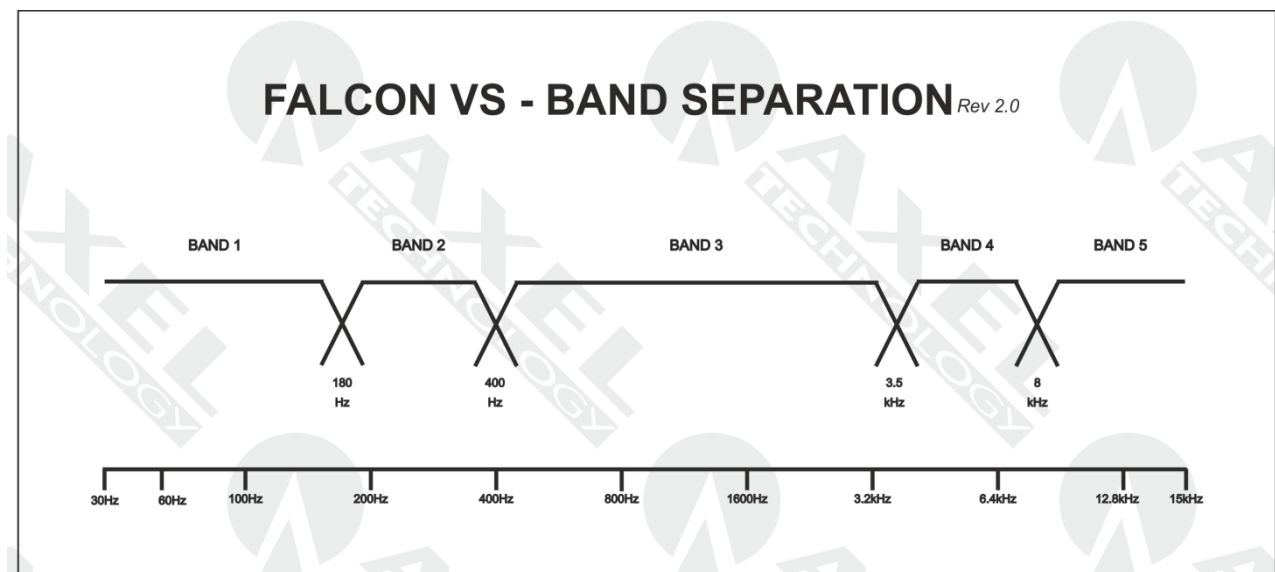 FALCON VS - BAND SEPARATION Rev 2.0
BAND 1 BAND 2 BAND 3 BAND 4 BAND 5
180 400 3.5 8
Hz Hz kHz kHz
30Hz 60Hz 100Hz 200Hz 400Hz 800Hz 1600Hz 3.2kHz 6.4kHz 12.8kHz 15kHz
AXEL
TECHNOLOGY